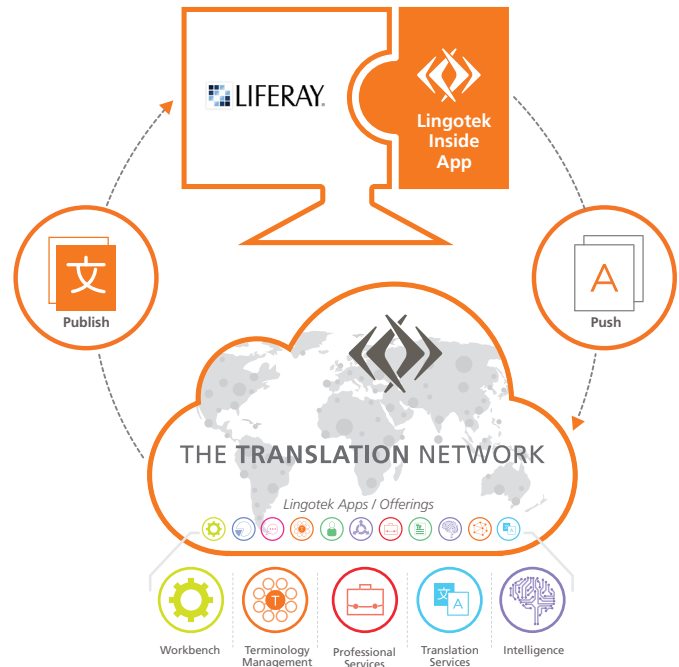 LIFERAY.
Lingotek
Inside
App
文
Publish
A
Push
THE TRANSLATION NETWORK
Lingotek Apps / Offerings
T
文 A
Workbench
Terminology
Management
Professional
Services
Translation
Services
Intelligence